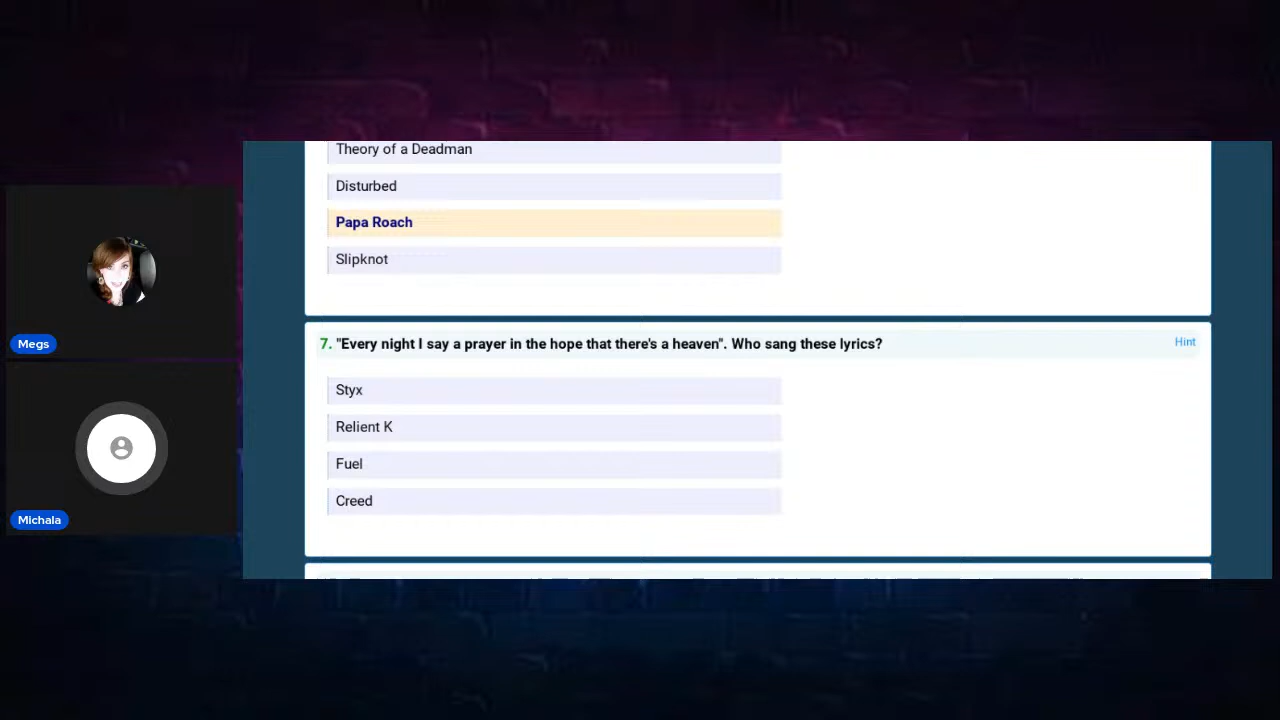 Theory of a Deadman
Disturbed
Papa Roach
Slipknot
7. "Every night I say a prayer in the hope that there's a heaven". Who sang these lyrics?
Hint
Styx
Relient K
Fuel
Creed
Megs
Michala